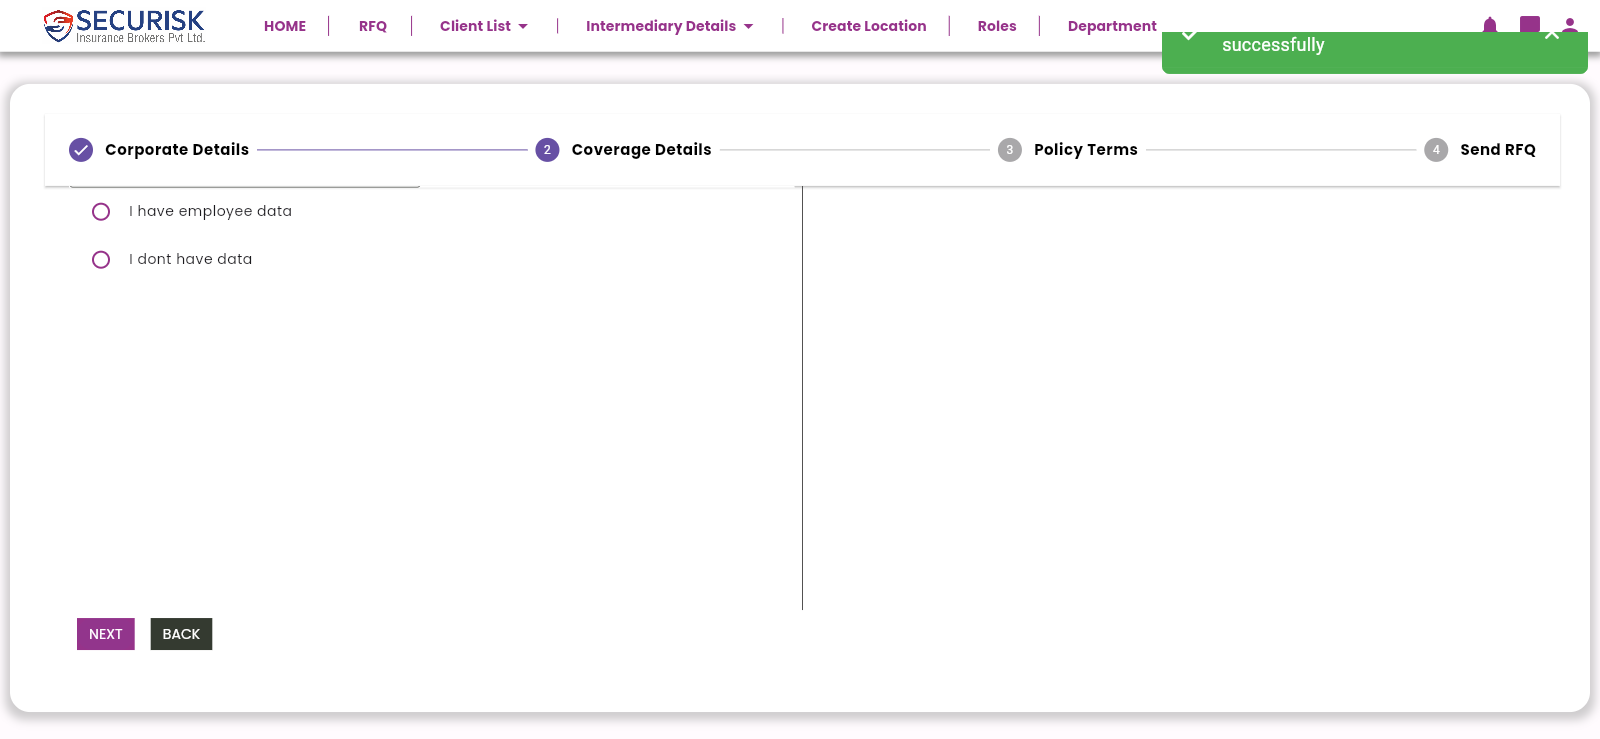 SECURISK
Insurance Brokers Pvt Ltd.
HOME
RFQ
Client List
Intermediary Details
Create Location
Roles
Department
successfully
Corporate Details
2
Coverage Details
3
Policy Terms
4
Send RFQ
I have employee data
I dont have data
NEXT
BACK